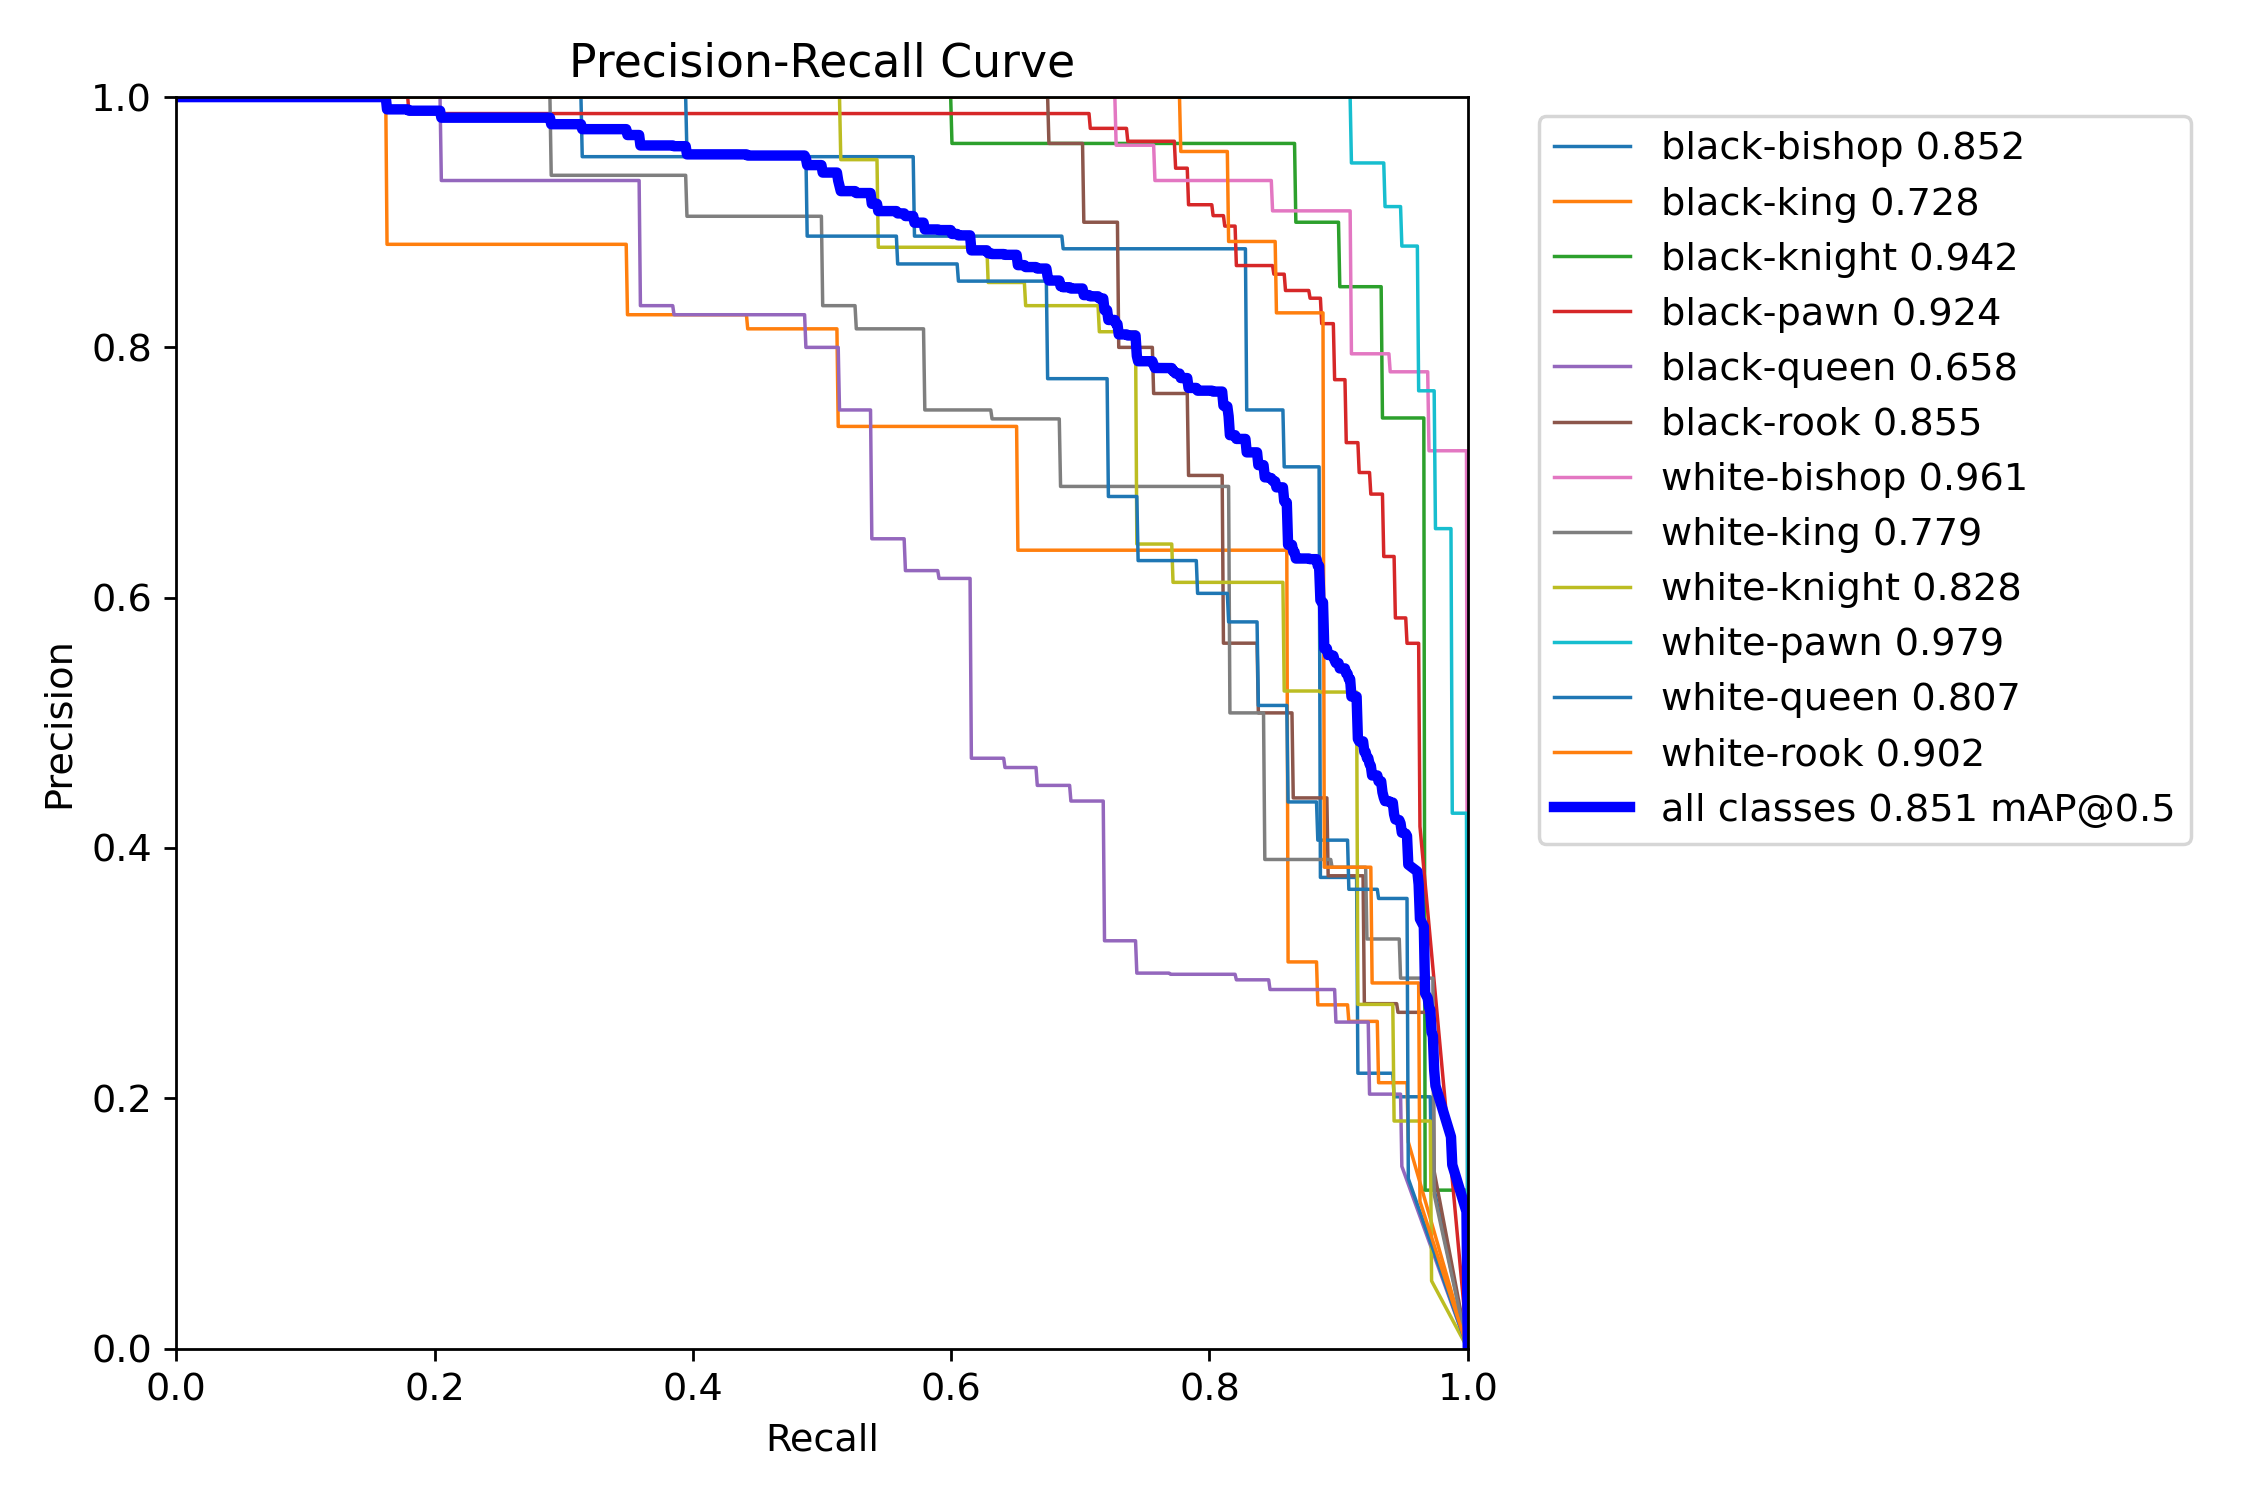 Precision-Recall Curve
1.0
0.8
0.6
0.4
0.2
0.0
Precision
0.0 0.2 0.4 0.6 0.8 1.0
Recall
black-bishop 0.852
black-king 0.728
black-knight 0.942
black-pawn 0.924
black-queen 0.658
black-rook 0.855
white-bishop 0.961
white-king 0.779
white-knight 0.828
white-pawn 0.979
white-queen 0.807
white-rook 0.902
all classes 0.851 mAP@0.5